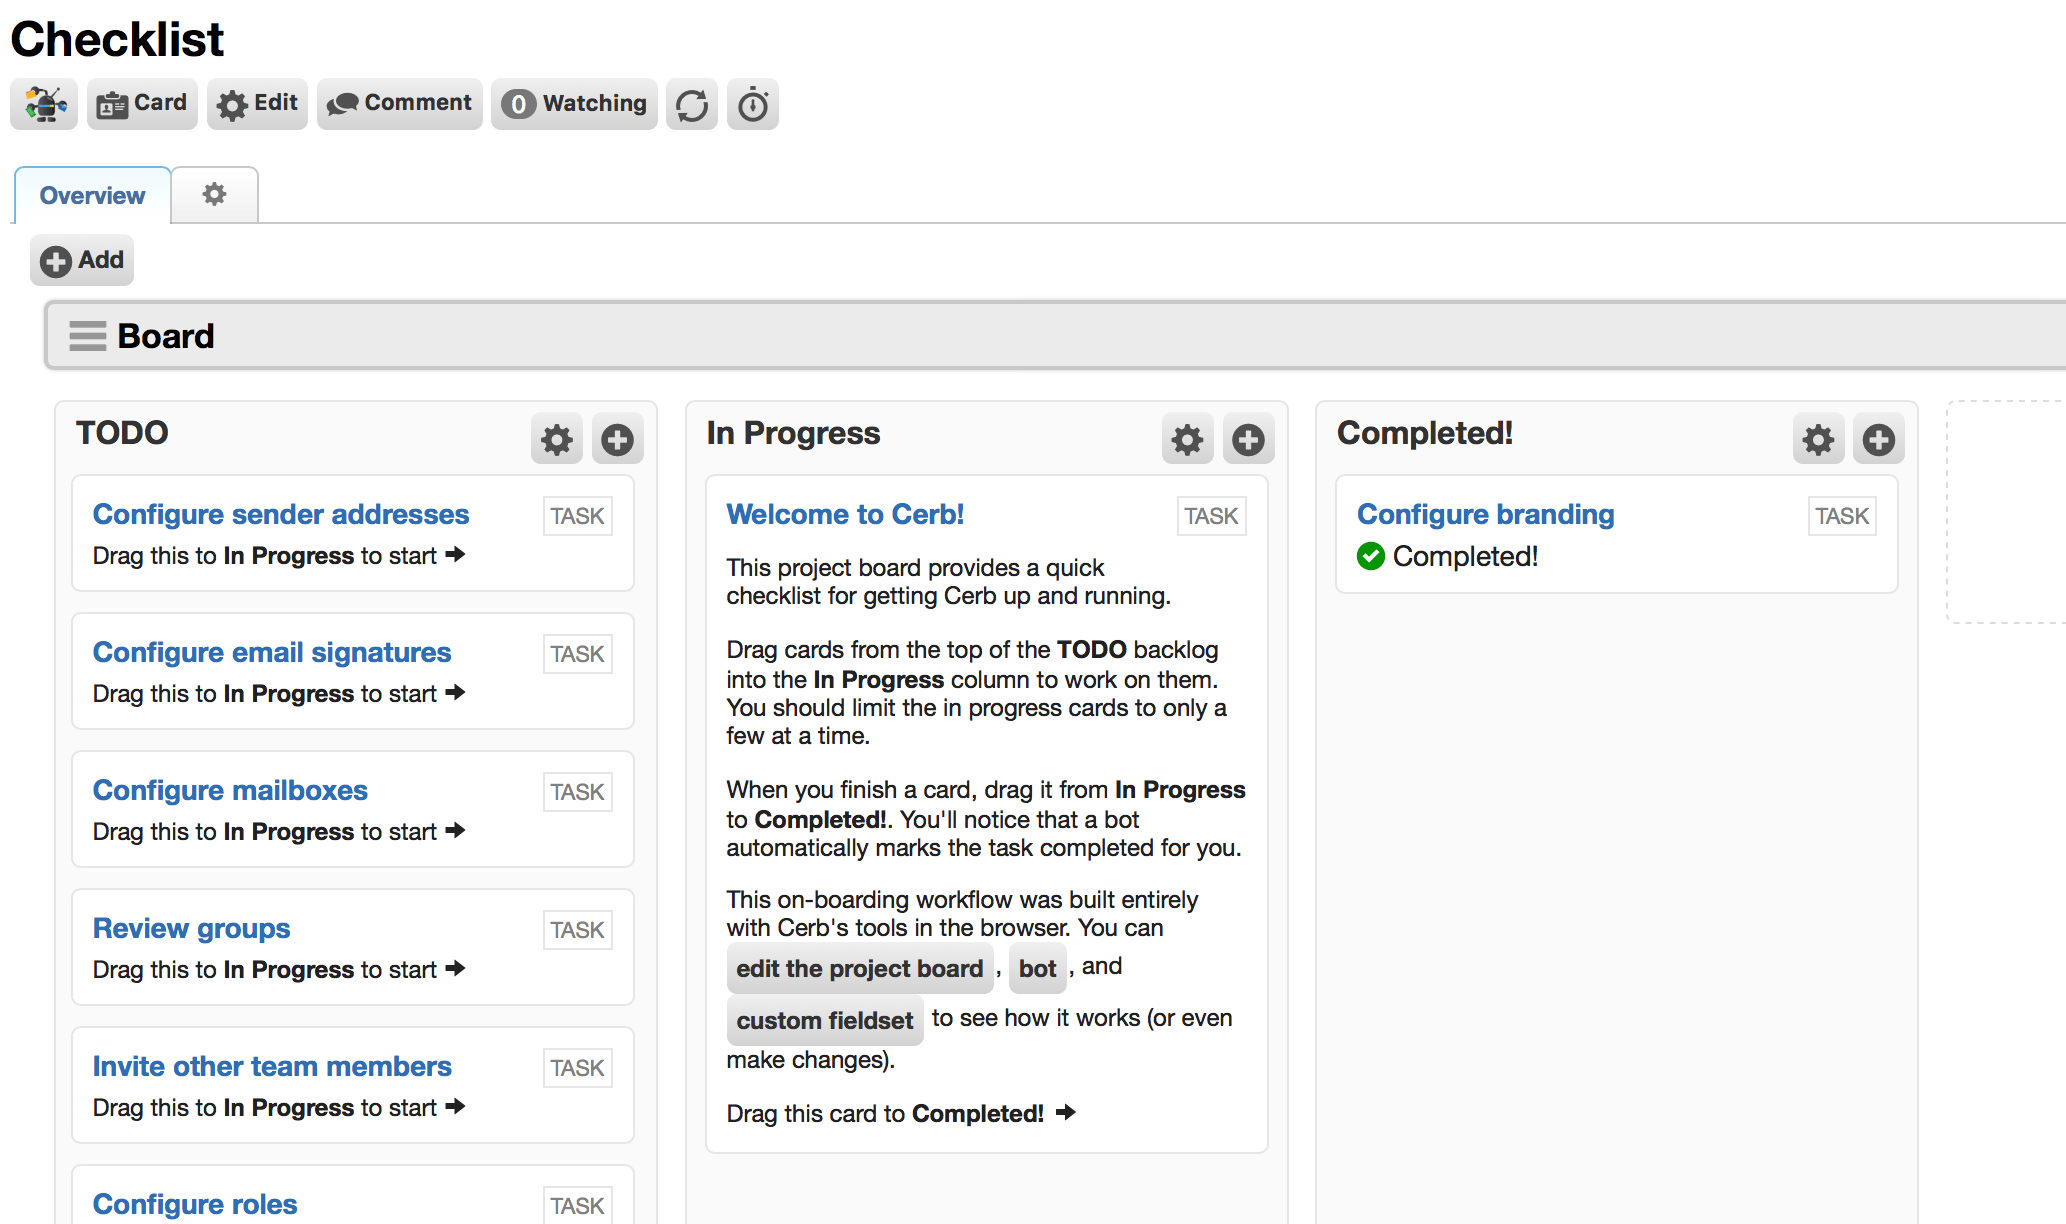 Checklist
Card
Edit
Comment
0 Watching
Overview
Add
Board
TODO
Configure sender addresses
TASK
Drag this to In Progress to start
Configure email signatures
TASK
Drag this to In Progress to start
Configure mailboxes
TASK
Drag this to In Progress to start
Review groups
TASK
Drag this to In Progress to start
Invite other team members
TASK
Drag this to In Progress to start
Configure roles
TASK
In Progress
Welcome to Cerb!
TASK
This project board provides a quick
checklist for getting Cerb up and running.
Drag cards from the top of the TODO backlog
into the In Progress column to work on them.
You should limit the in progress cards to only a
few at a time.
When you finish a card, drag it from In Progress
to Completed!. You'll notice that a bot
automatically marks the task completed for you.
This on-boarding workflow was built entirely
with Cerb's tools in the browser. You can
edit the project board , bot , and
custom fieldset to see how it works (or even
make changes).
Drag this card to Completed!
Completed!
Configure branding
TASK
Completed!